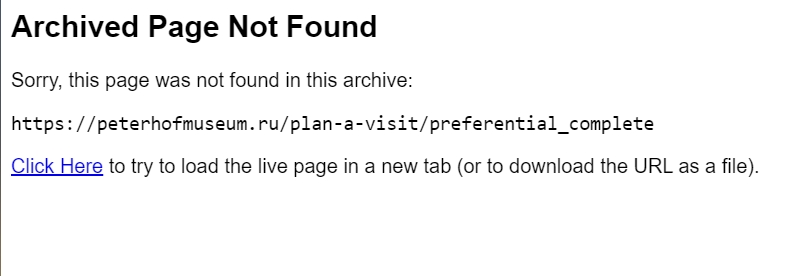 Archived Page Not Found
Sorry, this page was not found in this archive:
https://peterhofmuseum.ru/plan-a-visit/preferential_complete
Click Here to try to load the live page in a new tab (or to download the URL as a file).